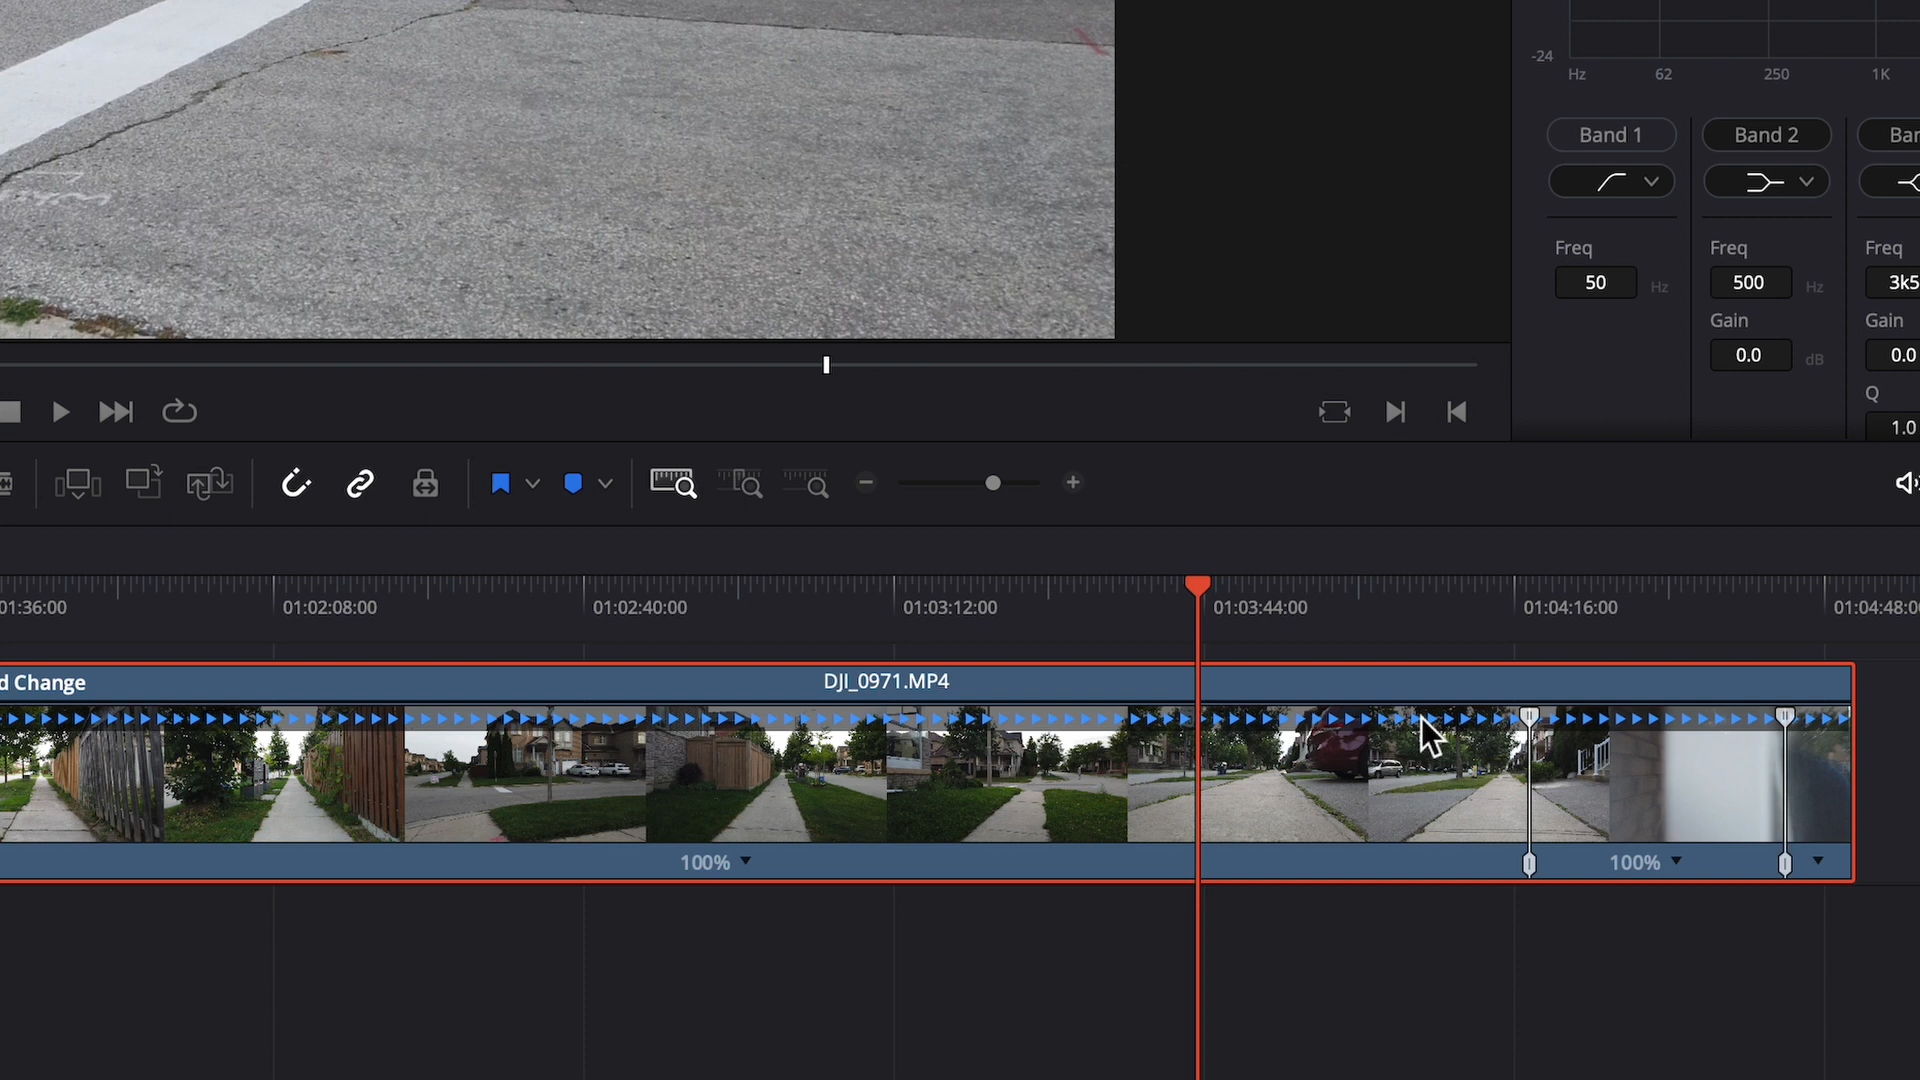 -24
Hz 62 250 1K
Band 1 Band 2
Freq Freq Freq
50 Hz 500 Hz 3k5
Gain Gain
0.0 dB 0.0
Q
1.0
01:36:00 01:02:08:00 01:02:40:00 01:03:12:00 01:03:44:00 01:04:16:00 01:04:48:0
d Change DJI_0971.MP4
100% 100%